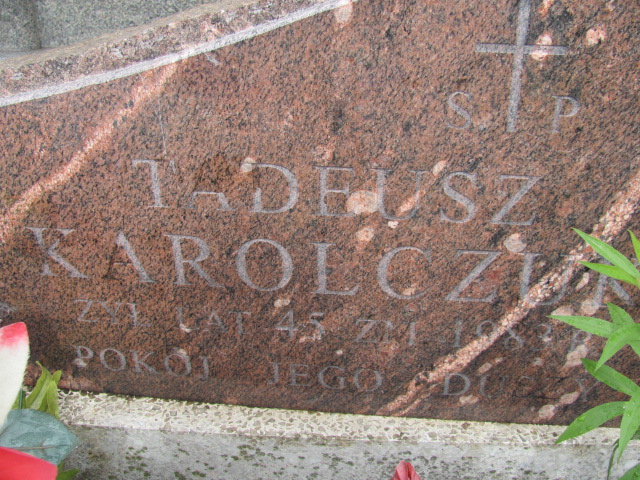 S. P
TADEUSZ
KAROLCZUK
ŻYŁ LAT 45 ZM 1983 R
POKÓJ JEGO DUSZY